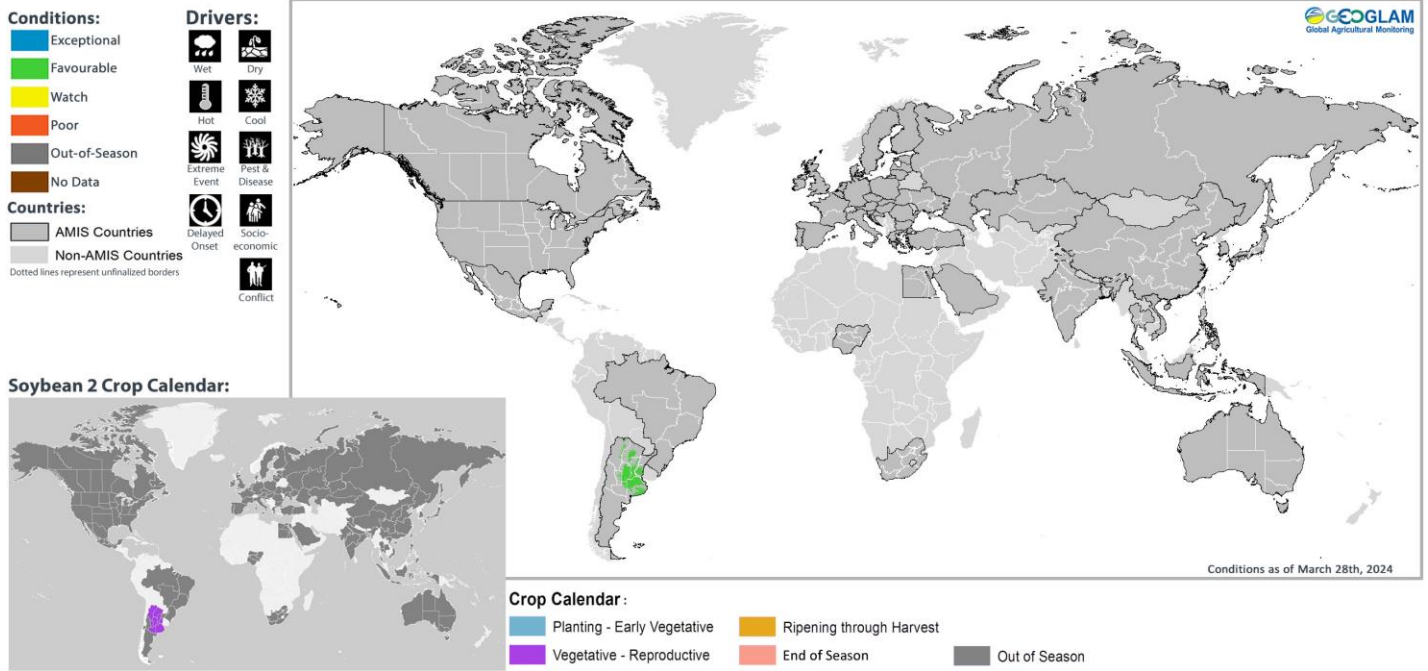 Conditions:
Exceptional
Favourable
Watch
Poor
Out-of-Season
No Data
Countries:
AMIS Countries
Non-AMIS Countries
Dotted lines represent unfinalized borders
Drivers:
Wet
Dry
Hot
Cool
Extreme
Event
Pest &
Disease
Delayed
Onset
Socio-
economic
Conflict
GEOGLAM
Global Agricultural Monitoring
Conditions as of March 28th, 2024
Soybean 2 Crop Calendar:
Crop Calendar :
Planting - Early Vegetative
Ripening through Harvest
Vegetative - Reproductive
End of Season
Out of Season